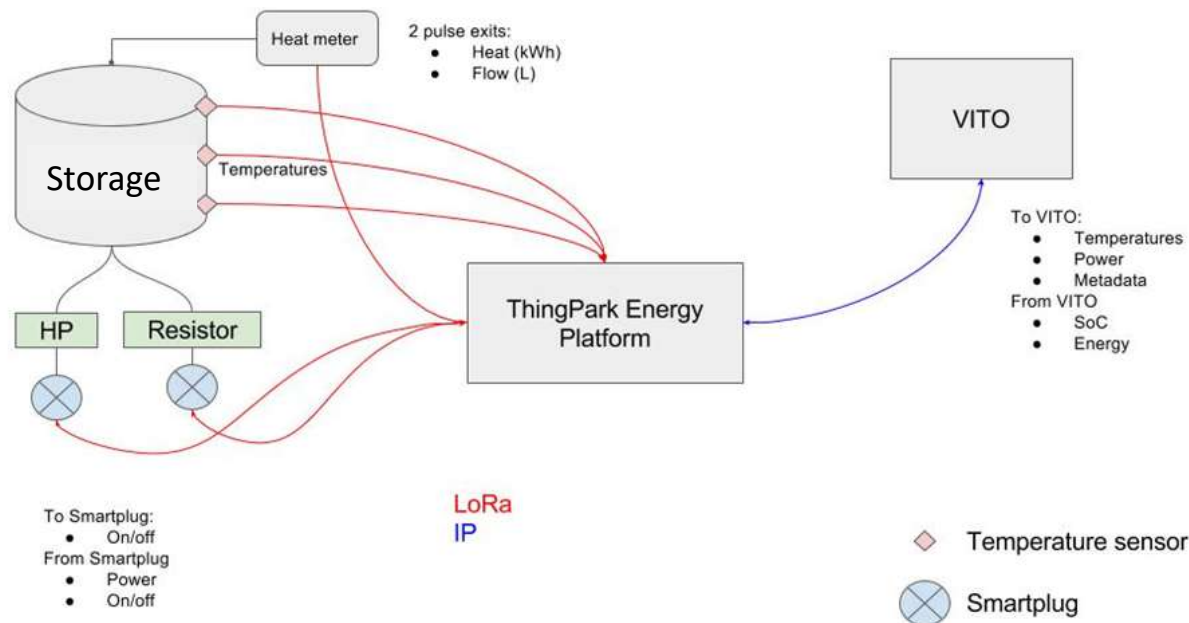 Heat meter
2 pulse exits:
● Heat (kWh)
● Flow (L)
VITO
Storage
Temperatures
To VITO:
● Temperatures
● Power
● Metadata
From VITO
● SoC
● Energy
ThingPark Energy
Platform
HP
Resistor
LoRa
IP
To Smartplug:
● On/off
From Smartplug
● Power
● On/off
Temperature sensor
Smartplug